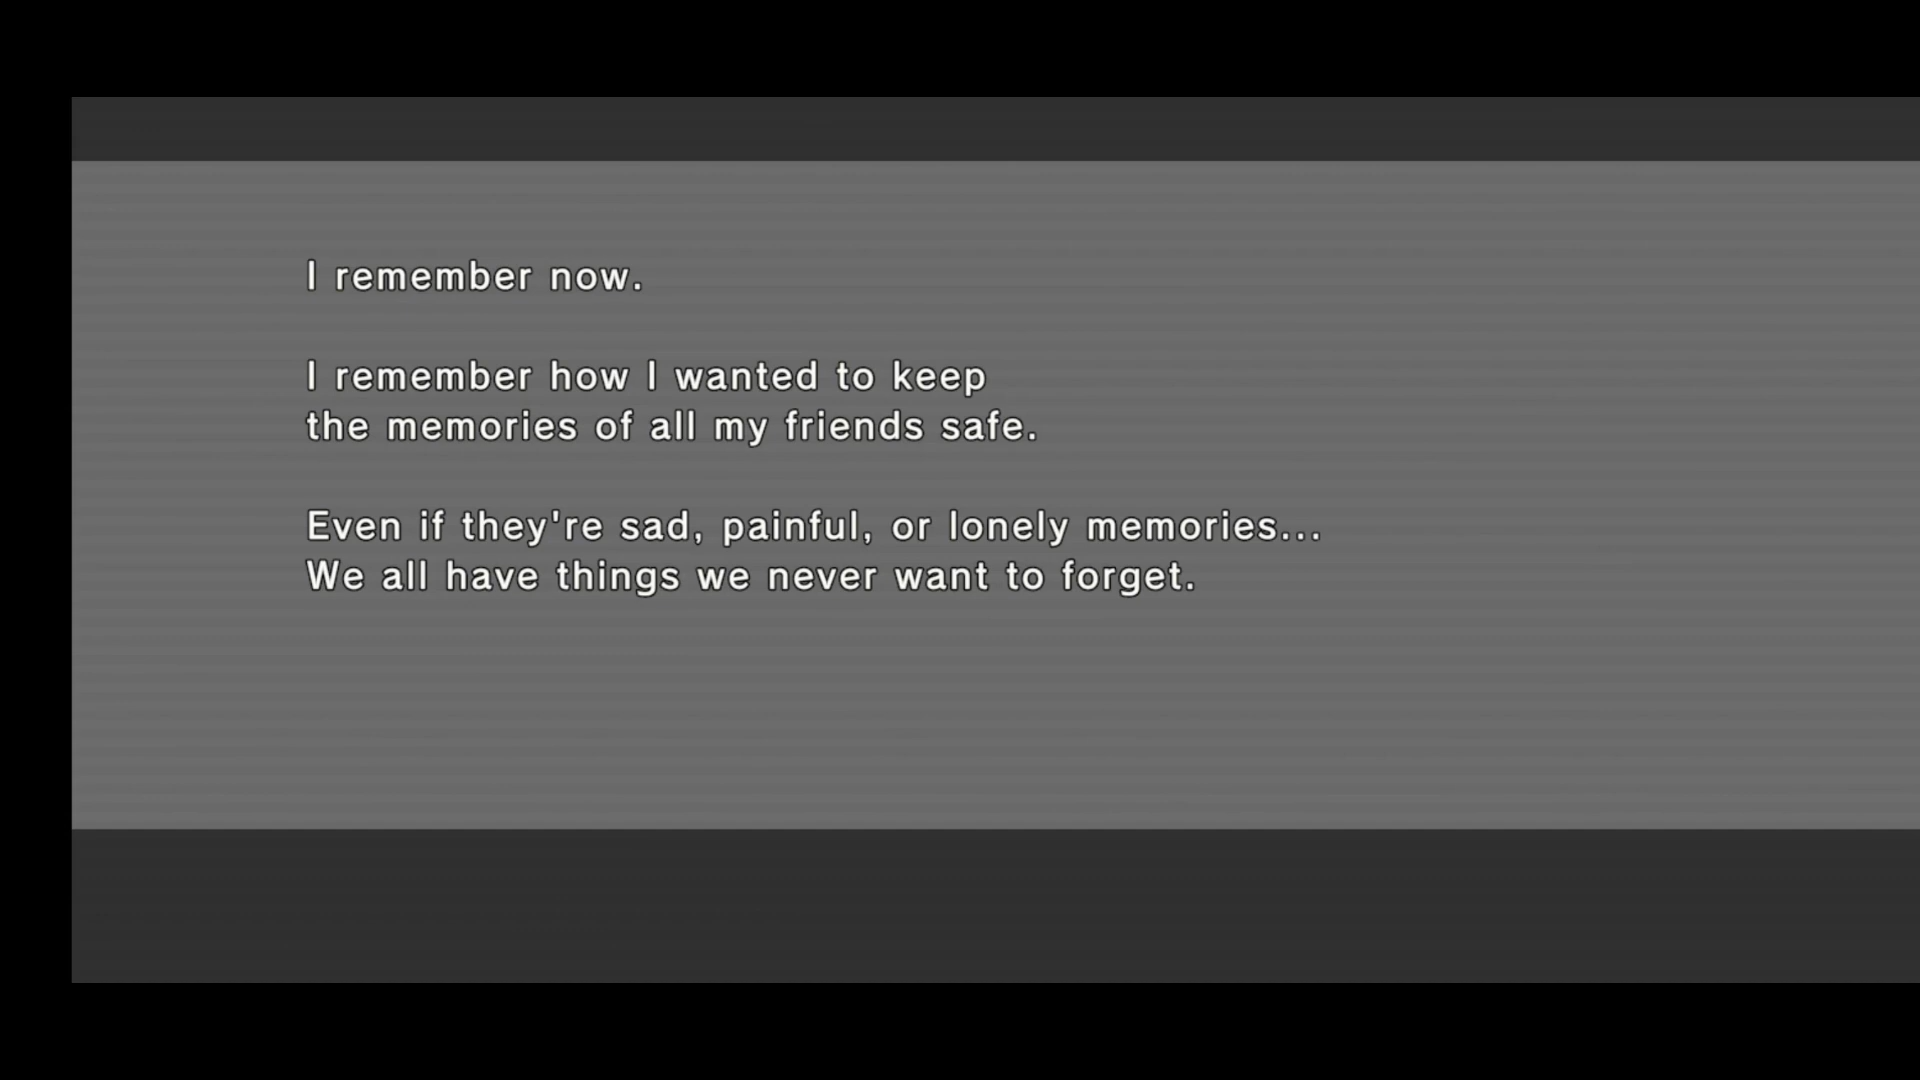 I remember now.
I remember how I wanted to keep
the memories of all my friends safe.
Even if they're sad, painful, or lonely memories...
We all have things we never want to forget.